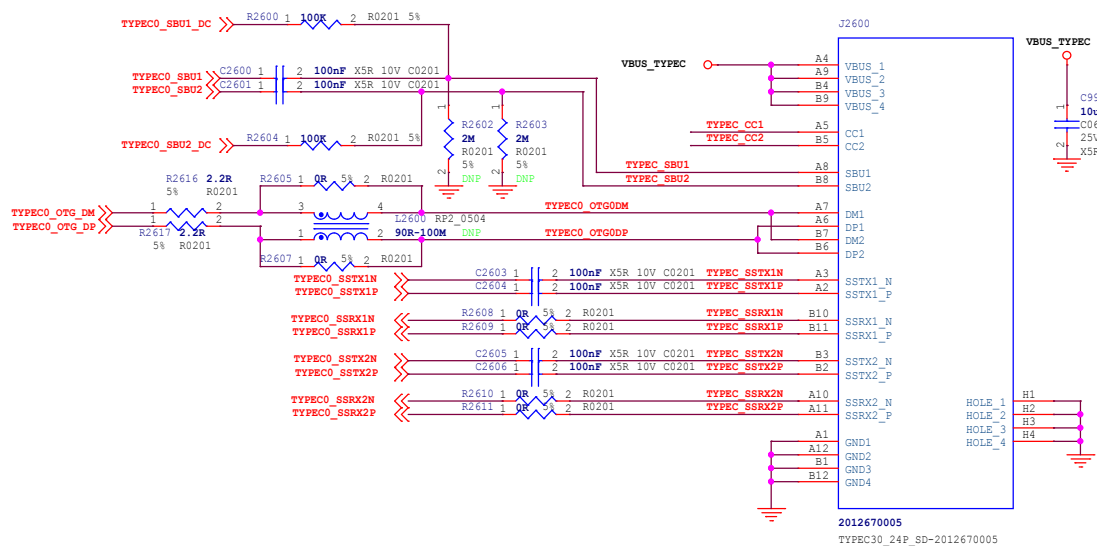 R2600 1 100K 2 R0201 5%
TYPEC0_SBU1_DC
J2600
VBUS_TYPEC
VBUS_TYPEC
A4 VBUS_1
A9 VBUS_2
B4 VBUS_3
B9 VBUS_4
TYPEC0_SBU1 C2600 1 2 100nF X5R 10V C0201
TYPEC0_SBU2 C2601 1 2 100nF X5R 10V C0201
C99
10u
C06
25V
X5R
1
2
1 1
R2602 R2603
2M 2M
R0201 R0201
5% 5%
2 2
DNP DNP
TYPEC_CC1 A5 CC1
TYPEC_CC2 B5 CC2
R2604 1 100K 2 R0201 5%
TYPEC0_SBU2_DC
TYPEC_SBU1 A8 SBU1
TYPEC_SBU2 B8 SBU2
R2616 2.2R
5% R0201
R2605 1 0R 5% 2 R0201
TYPEC0_OTG_DM 1 2
TYPEC0_OTG_DP 1 2
R2617 2.2R
5% R0201
3 4
L2600 RP2_0504
1 2 90R-100M DNP
R2607 1 0R 5% 2 R0201
TYPEC0_OTG0DM
TYPEC0_OTG0DP
A7 DM1
A6 DP1
B7 DM2
B6 DP2
TYPEC0_SSTX1N C2603 1 2 100nF X5R 10V C0201 TYPEC_SSTX1N A3 SSTX1_N
TYPEC0_SSTX1P C2604 1 2 100nF X5R 10V C0201 TYPEC_SSTX1P A2 SSTX1_P
TYPEC0_SSRX1N R2608 1 0R 5% 2 R0201 TYPEC_SSRX1N B10 SSRX1_N
TYPEC0_SSRX1P R2609 1 0R 5% 2 R0201 TYPEC_SSRX1P B11 SSRX1_P
TYPEC0_SSTX2N C2605 1 2 100nF X5R 10V C0201 TYPEC_SSTX2N B3 SSTX2_N
TYPEC0_SSTX2P C2606 1 2 100nF X5R 10V C0201 TYPEC_SSTX2P B2 SSTX2_P
TYPEC0_SSRX2N R2610 1 0R 5% 2 R0201 TYPEC_SSRX2N A10 SSRX2_N
TYPEC0_SSRX2P R2611 1 0R 5% 2 R0201 TYPEC_SSRX2P A11 SSRX2_P
HOLE_1 H1
HOLE_2 H2
HOLE_3 H3
HOLE_4 H4
A1 GND1
A12 GND2
B1 GND3
B12 GND4
2012670005
TYPEC30_24P_SD-2012670005